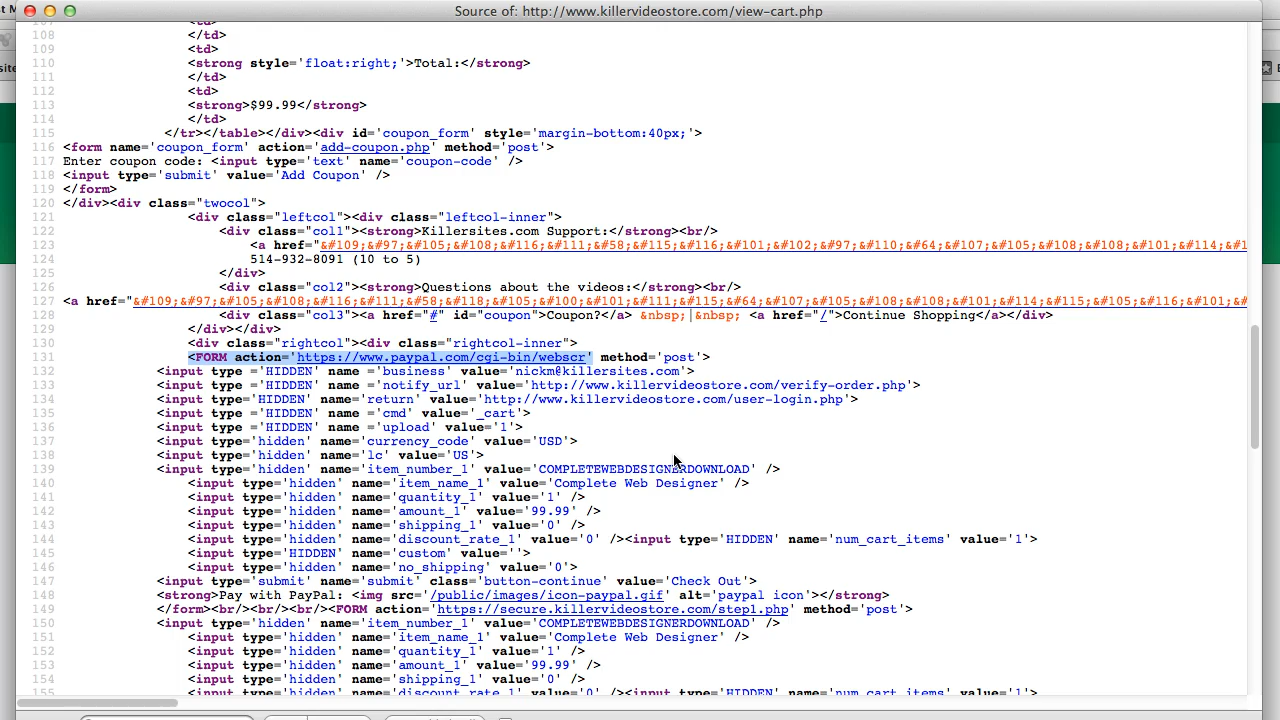 Source of: http://www.killervideostore.com/view-cart.php
108 </td>
109 <td>
110 <strong style='float:right;'>Total:</strong>
111 </td>
112 <td>
113 <strong>$99.99</strong>
114 </td>
115 </tr></table></div><div id='coupon_form' style='margin-bottom:40px;'>
116 <form name='coupon_form' action='add-coupon.php' method='post'>
117 Enter coupon code: <input type='text' name='coupon-code' />
118 <input type='submit' value='Add Coupon' />
119 </form>
120 </div><div class="twocol">
121 <div class="leftcol"><div class="leftcol-inner">
122 <div class="col1"><strong>Killersites.com Support:</strong><br/>
123 <a href="&#109;&#97;&#105;&#108;&#116;&#111;&#58;&#115;&#116;&#101;&#102;&#97;&#110;&#64;&#107;&#105;&#108;&#108;&#101;&#114;&#1
124 514-932-8091 (10 to 5)
125 </div>
126 <div class="col2"><strong>Questions about the videos:</strong><br/>
127 <a href="&#109;&#97;&#105;&#108;&#116;&#111;&#58;&#118;&#105;&#100;&#101;&#111;&#115;&#64;&#107;&#105;&#108;&#108;&#101;&#114;&#115;&#105;&#116;&#101;&
128 <div class="col3"><a href="#" id="coupon">Coupon?</a> &nbsp;|&nbsp; <a href="/">Continue Shopping</a></div>
129 </div></div>
130 <div class="rightcol"><div class="rightcol-inner">
131 <FORM action='https://www.paypal.com/cgi-bin/webscr' method='post'>
132 <input type ='HIDDEN' name ='business' value='nickm@killersites.com'>
133 <input type ='HIDDEN' name ='notify_url' value='http://www.killervideostore.com/verify-order.php'>
134 <input type='HIDDEN' name ='return' value='http://www.killervideostore.com/user-login.php'>
135 <input type ='HIDDEN' name ='cmd' value='_cart'>
136 <input type ='HIDDEN' name ='upload' value='1'>
137 <input type='hidden' name='currency_code' value='USD'>
138 <input type='hidden' name='lc' value='US'>
139 <input type='hidden' name='item_number_1' value='COMPLETEWEBDESIGNERDOWNLOAD' />
140 <input type='hidden' name='item_name_1' value='Complete Web Designer' />
141 <input type='hidden' name='quantity_1' value='1' />
142 <input type='hidden' name='amount_1' value='99.99' />
143 <input type='hidden' name='shipping_1' value='0' />
144 <input type='hidden' name='discount_rate_1' value='0' /><input type='HIDDEN' name='num_cart_items' value='1'>
145 <input type='HIDDEN' name='custom' value=''>
146 <input type='HIDDEN' name='no_shipping' value='0'>
147 <input type='submit' name='submit' class='button-continue' value='Check Out'>
148 <strong>Pay with PayPal: <img src='/public/images/icon-paypal.gif' alt='paypal icon'></strong>
149 </form><br/><br/><br/><FORM action='https://secure.killervideostore.com/step1.php' method='post'>
150 <input type='hidden' name='item_number_1' value='COMPLETEWEBDESIGNERDOWNLOAD' />
151 <input type='hidden' name='item_name_1' value='Complete Web Designer' />
152 <input type='hidden' name='quantity_1' value='1' />
153 <input type='hidden' name='amount_1' value='99.99' />
154 <input type='hidden' name='shipping_1' value='0' />
155 <input type='hidden' name='discount_rate_1' value='0' /><input type='HIDDEN' name='num_cart_items' value='1'>